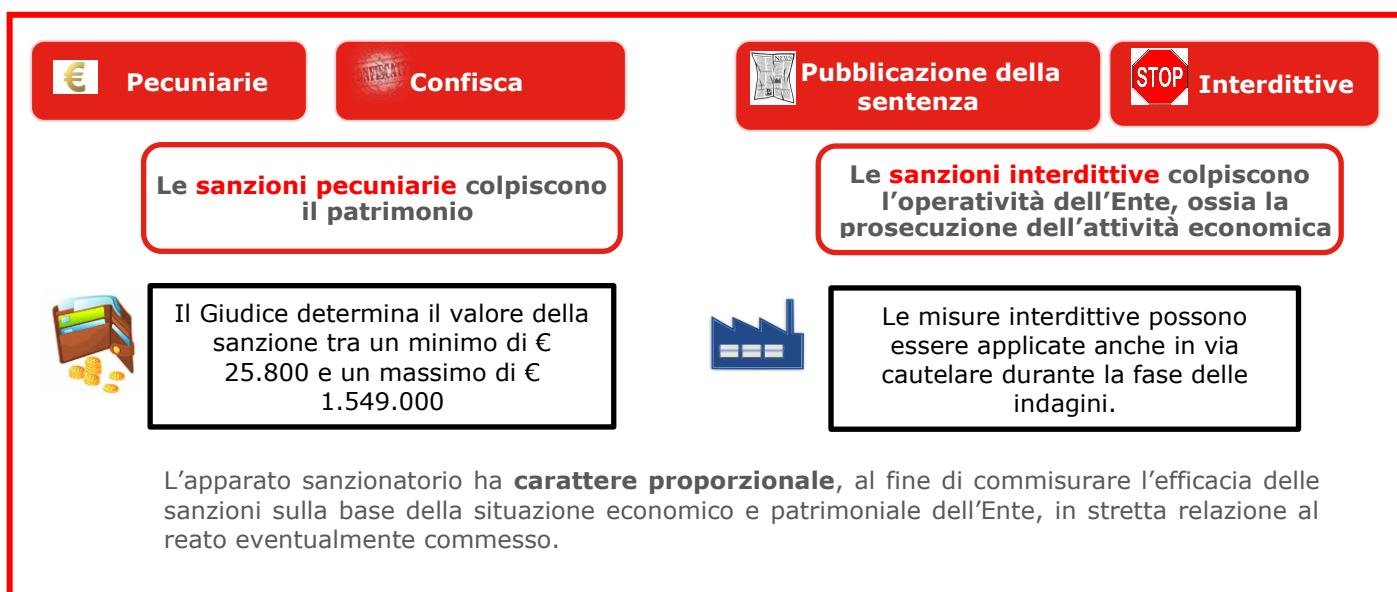 Pecuniarie
Confisca
Pubblicazione della
sentenza
STOP
Interdittive
NEWS
Le sanzioni pecuniarie colpiscono
il patrimonio
Le sanzioni interdittive colpiscono
l’operatività dell’Ente, ossia la
prosecuzione dell’attività economica
Il Giudice determina il valore della
sanzione tra un minimo di €
25.800 e un massimo di €
1.549.000
Le misure interdittive possono
essere applicate anche in via
cautelare durante la fase delle
indagini.
L’apparato sanzionatorio ha carattere proporzionale, al fine di commisurare l’efficacia delle
sanzioni sulla base della situazione economico e patrimoniale dell’Ente, in stretta relazione al
reato eventualmente commesso.